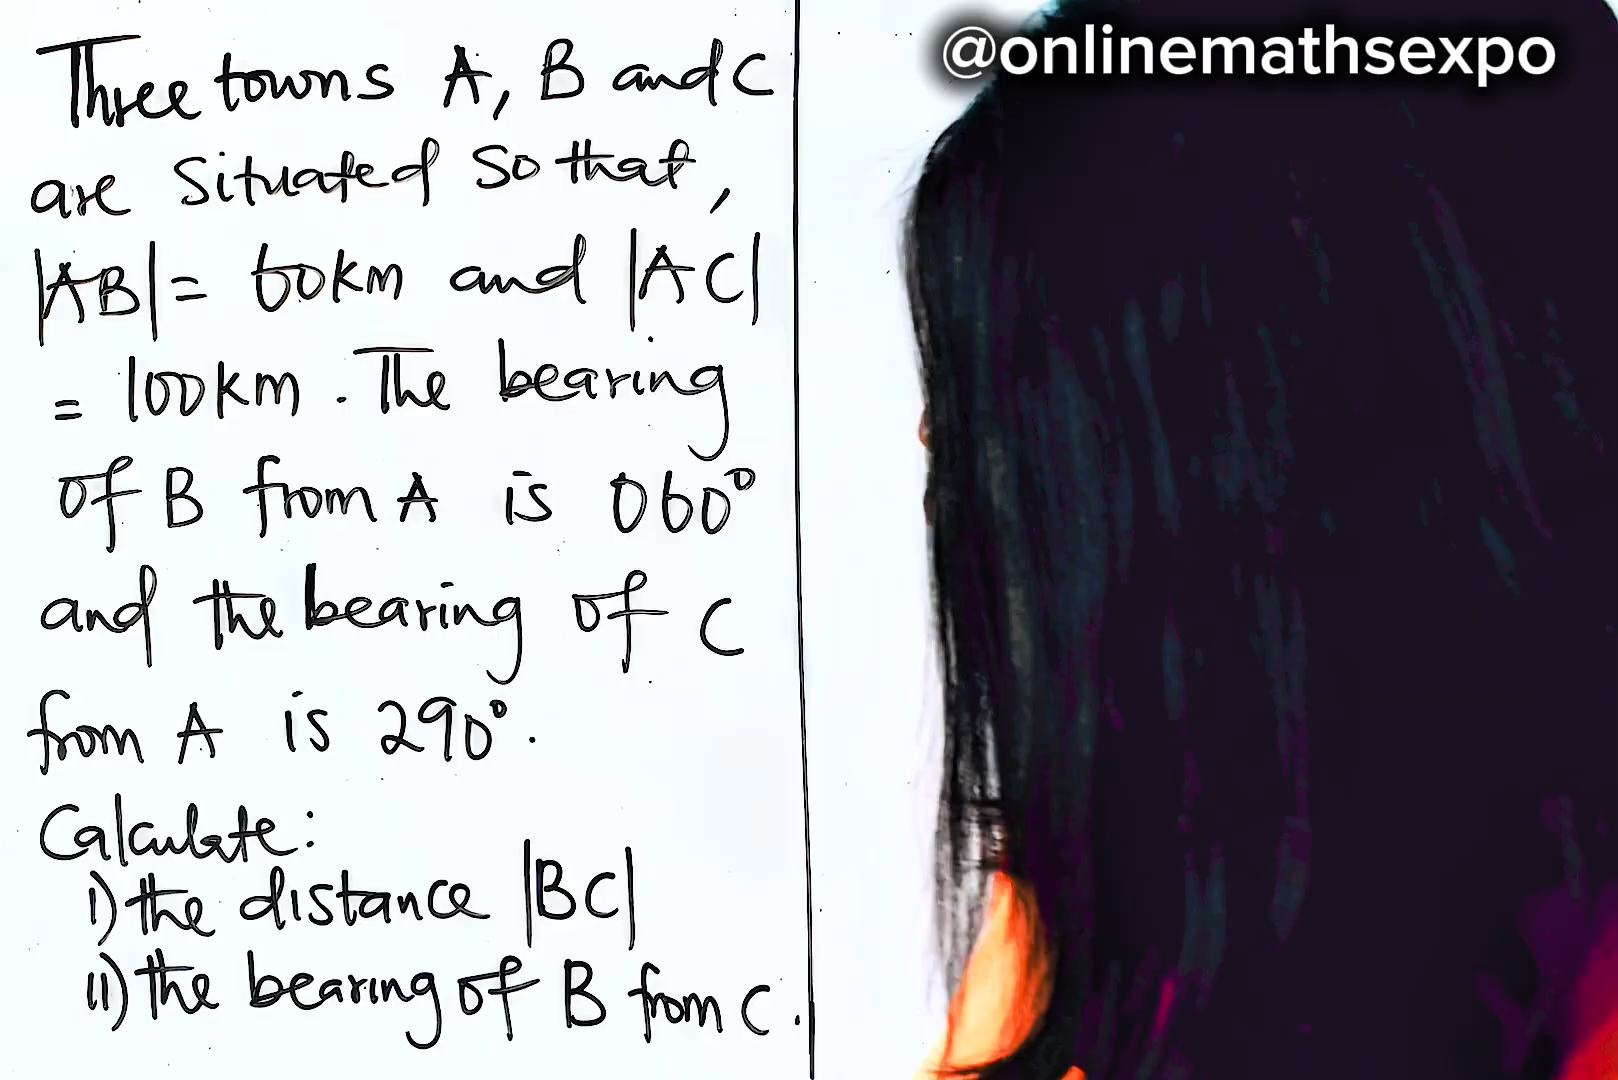 Three towns A, B and C
are situated so that,
|AB| = 60km and |AC|
= 100km. The bearing
of B from A is 060°
and the bearing of C
from A is 290°.
Calculate:
i) the distance |BC|
ii) the bearing of B from C.
@onlinemathsexpo